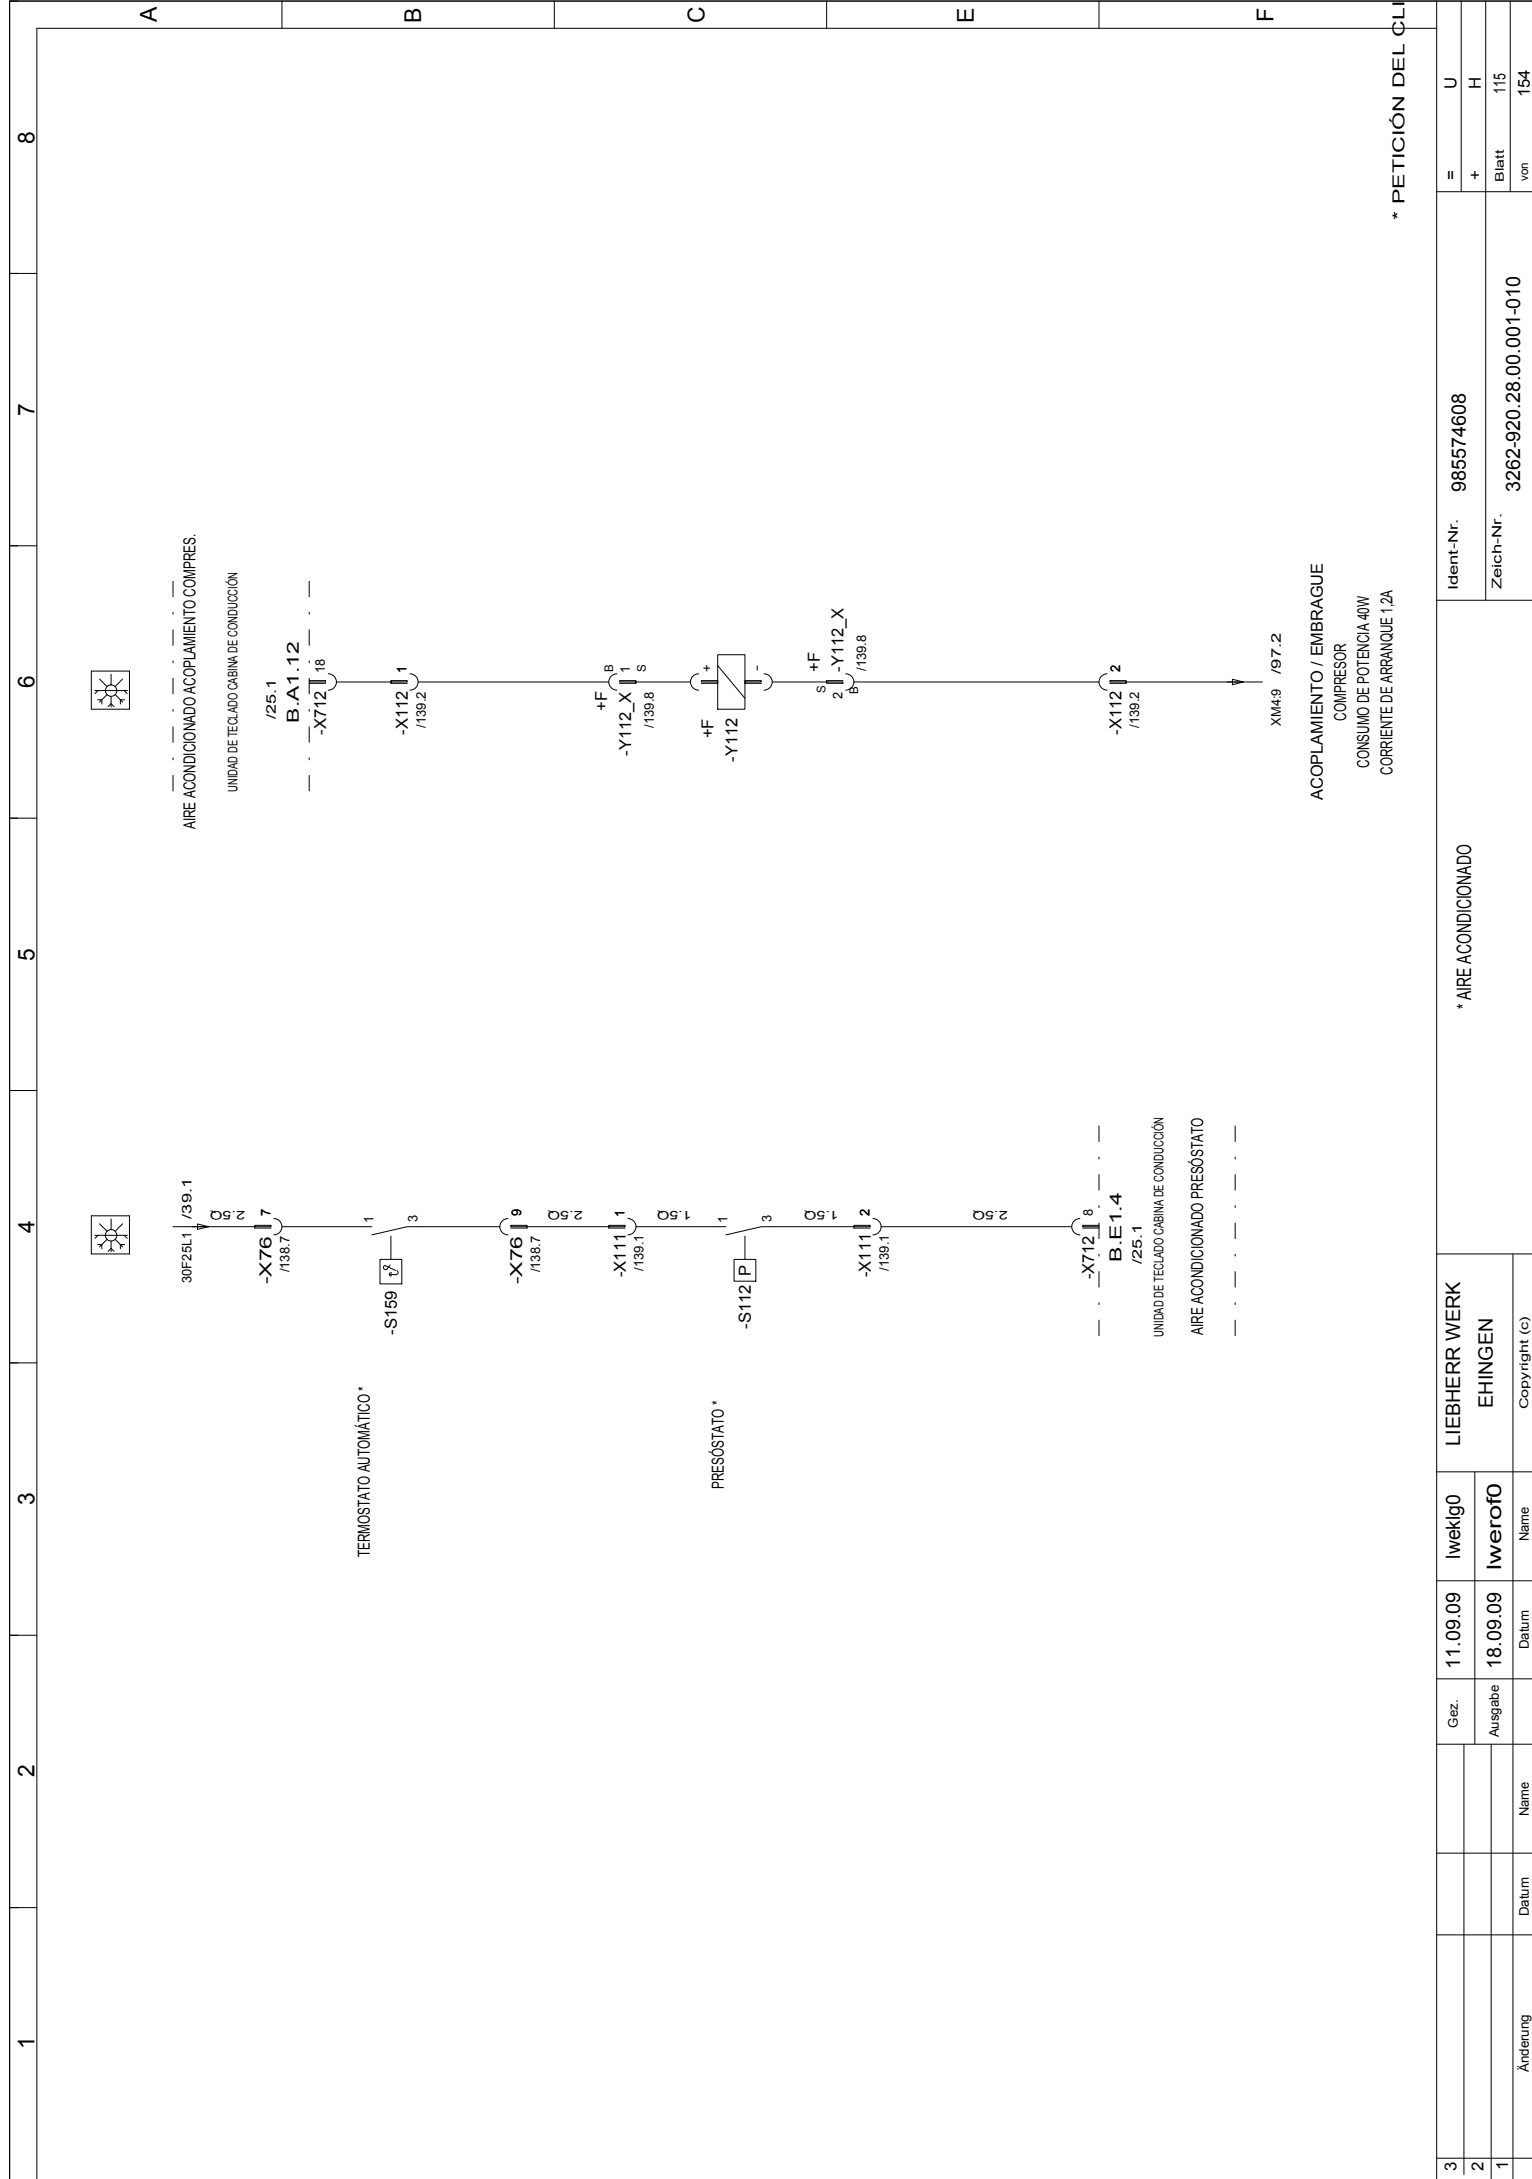 1 2 3 4 5 6 7 8
A
B
C
E
F
30F25L1 /39.1
2.5Q
-X76 7
/138.7
1
-S159
3
TERMOSTATO AUTOMÁTICO *
-X76 9
/138.7
2.5Q
-X111 1
/139.1
1.5Q
1
-S112 P
3
PRESÓSTATO *
1.5Q
-X111 2
/139.1
2.5Q
-X712 8
B.E1.4
/25.1
UNIDAD DE TECLADO CABINA DE CONDUCCIÓN
AIRE ACONDICIONADO PRESÓSTATO
AIRE ACONDICIONADO ACOPLAMIENTO COMPRES.
UNIDAD DE TECLADO CABINA DE CONDUCCIÓN
/25.1
B.A1.12
-X712 18
-X112 1
/139.2
+F B
-Y112_X 1
/139.8 S
+F +
-Y112
-
S +F
2 -Y112_X
B /139.8
-X112 2
/139.2
XM4:9 /97.2
ACOPLAMIENTO / EMBRAGUE
COMPRESOR
CONSUMO DE POTENCIA 40W
CORRIENTE DE ARRANQUE 1,2A
* PETICIÓN DEL CLI
3
2
1
Änderung Datum Name
Gez. 11.09.09 lweklg0
Ausgabe 18.09.09 lwerof0
Datum Name
LIEBHERR WERK
EHINGEN
Copyright (c)
* AIRE ACONDICIONADO
Ident-Nr. 985574608
Zeich-Nr. 3262-920.28.00.001-010
= U
+ H
Blatt 115
von 154